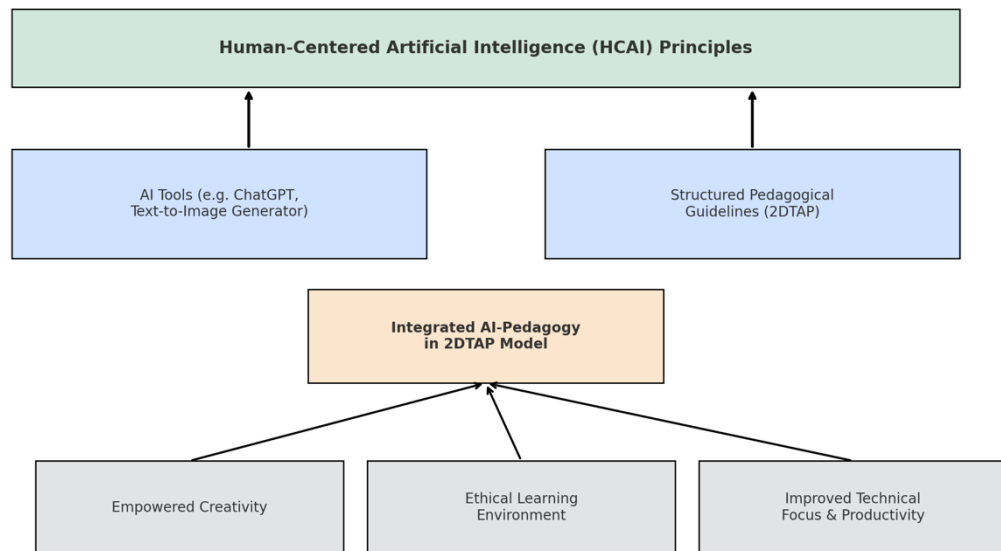 Human-Centered Artificial Intelligence (HCAI) Principles
AI Tools (e.g. ChatGPT,
Text-to-Image Generator)
Structured Pedagogical
Guidelines (2DTAP)
Integrated AI-Pedagogy
in 2DTAP Model
Empowered Creativity
Ethical Learning
Environment
Improved Technical
Focus & Productivity